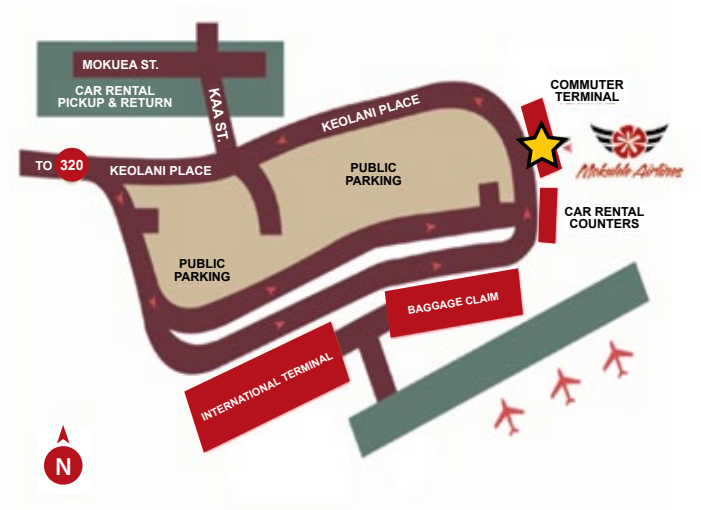 MOKUEA ST.
CAR RENTAL
PICKUP & RETURN
KAA ST.
COMMUTER
TERMINAL
KEOLANI PLACE
Mokulele Airlines
TO 320
KEOLANI PLACE
PUBLIC
PARKING
CAR RENTAL
COUNTERS
PUBLIC
PARKING
BAGGAGE CLAIM
INTERNATIONAL TERMINAL
N